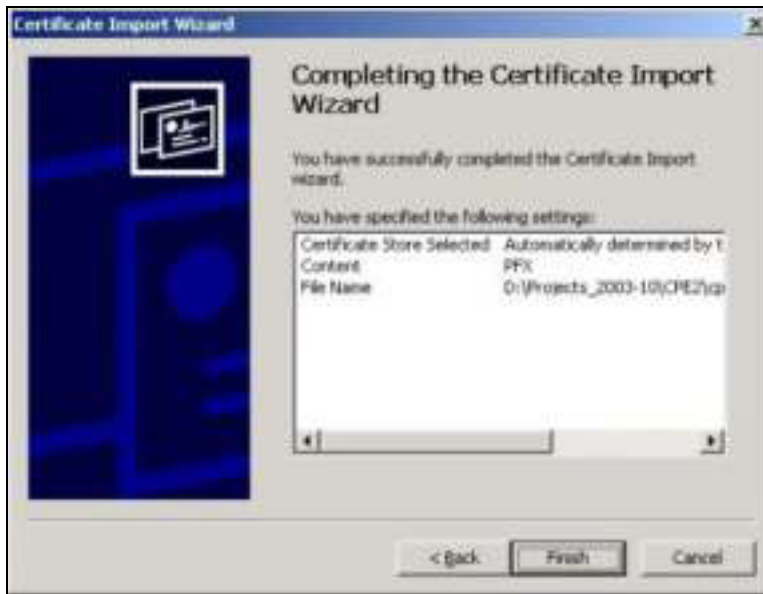 Certificate Import Wizard
Completing the Certificate Import
Wizard
You have successfully completed the Certificate Import
wizard.
You have specified the following settings:
Certificate Store Selected Automatically determined by t
Content PFX
File Name D:\Projects_2003-10\CPE2\cp
< Back Finish Cancel